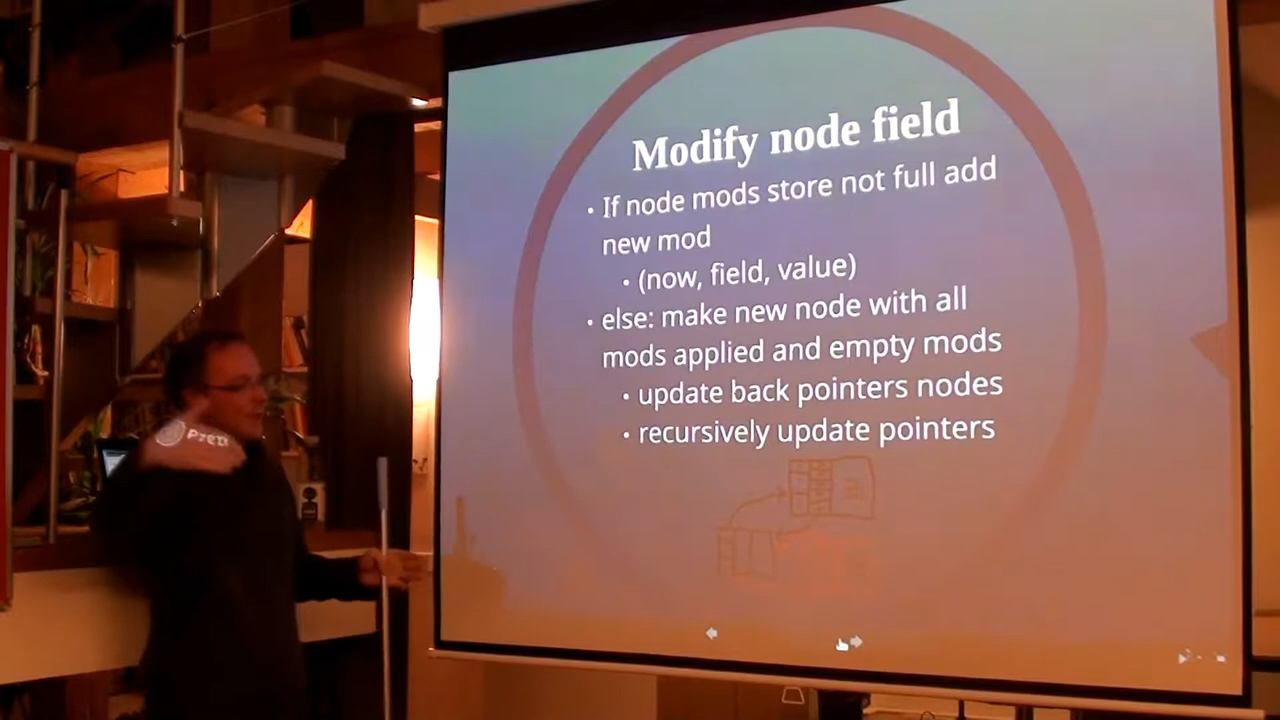 Modify node field
• If node mods store not full add
new mod
• (now, field, value)
• else: make new node with all
mods applied and empty mods
• update back pointers nodes
• recursively update pointers
Prezi